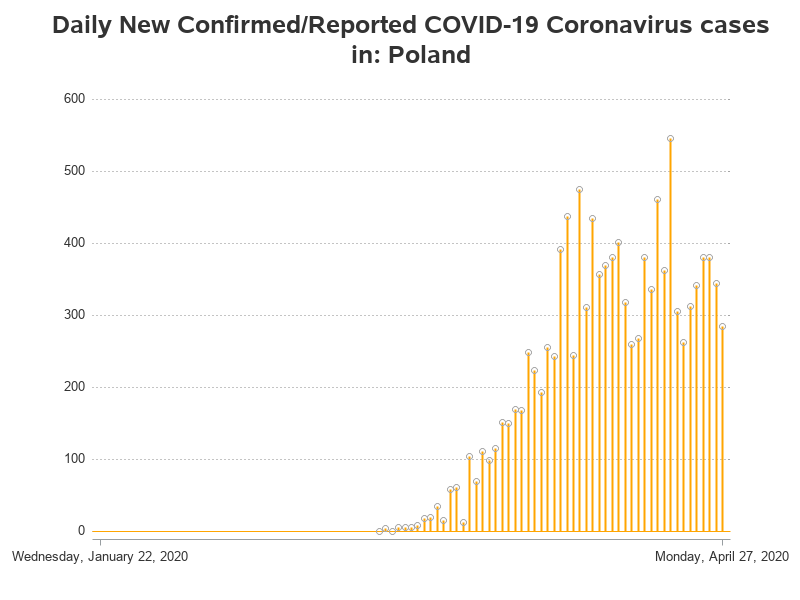 Daily New Confirmed/Reported COVID-19 Coronavirus cases
in: Poland
600
500
400
300
200
100
0
Wednesday, January 22, 2020
Monday, April 27, 2020